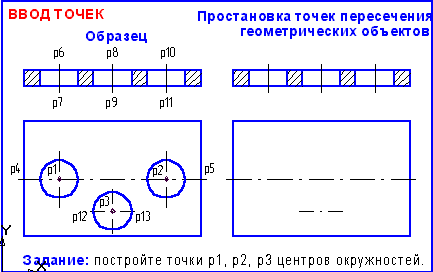 ВВОД ТОЧЕК
Простановка точек пересечения
геометрических объектов
Образец
p6 p8 p10
p7 p9 p11
p4 p1 p2 p5
p3
p12 p13
Y
X
Задание: постройте точки p1, p2, p3 центров окружностей.